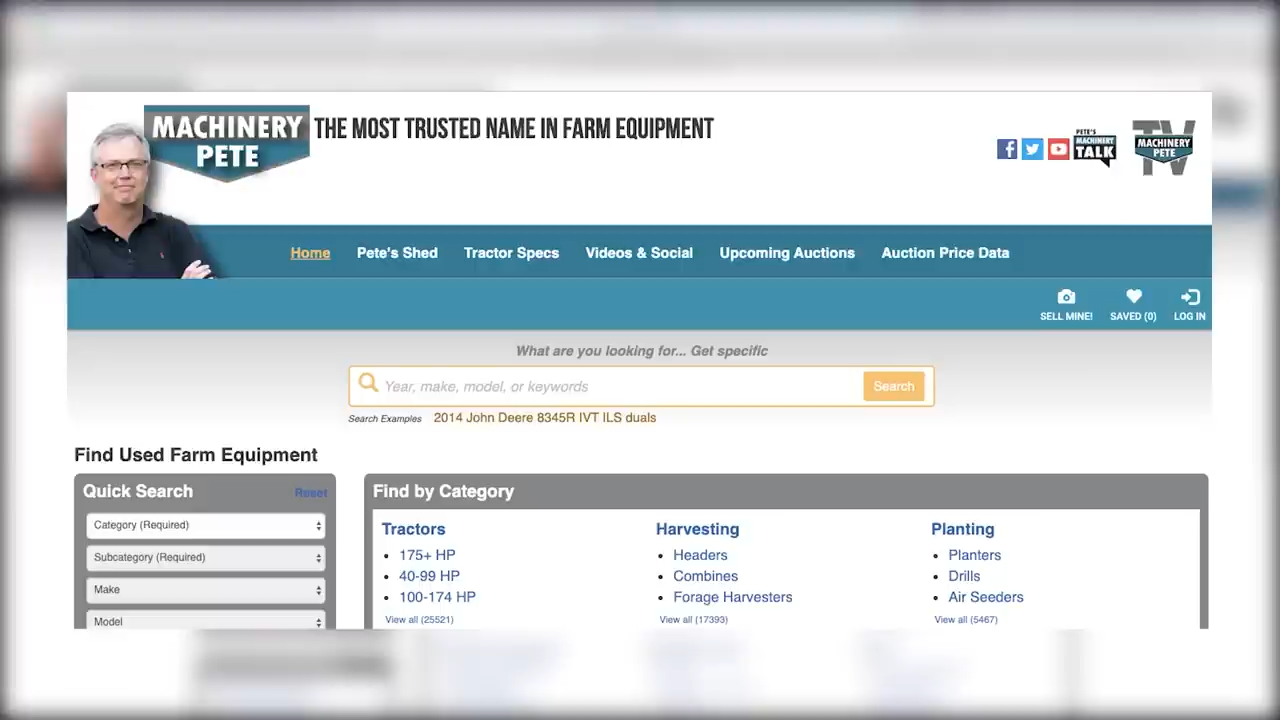 MACHINERY
PETE
THE MOST TRUSTED NAME IN FARM EQUIPMENT
PETE'S
MACHINERY
TALK
TV
MACHINERY
PETE
Home Pete's Shed Tractor Specs Videos & Social Upcoming Auctions Auction Price Data
SELL MINE! SAVED (0) LOG IN
What are you looking for... Get specific
Year, make, model, or keywords Search
Search Examples 2014 John Deere 8345R IVT ILS duals
Find Used Farm Equipment
Quick Search Reset
Category (Required)
Subcategory (Required)
Make
Model
Find by Category
Tractors
175+ HP
40-99 HP
100-174 HP
View all (25521)
Harvesting
Headers
Combines
Forage Harvesters
View all (17393)
Planting
Planters
Drills
Air Seeders
View all (5467)